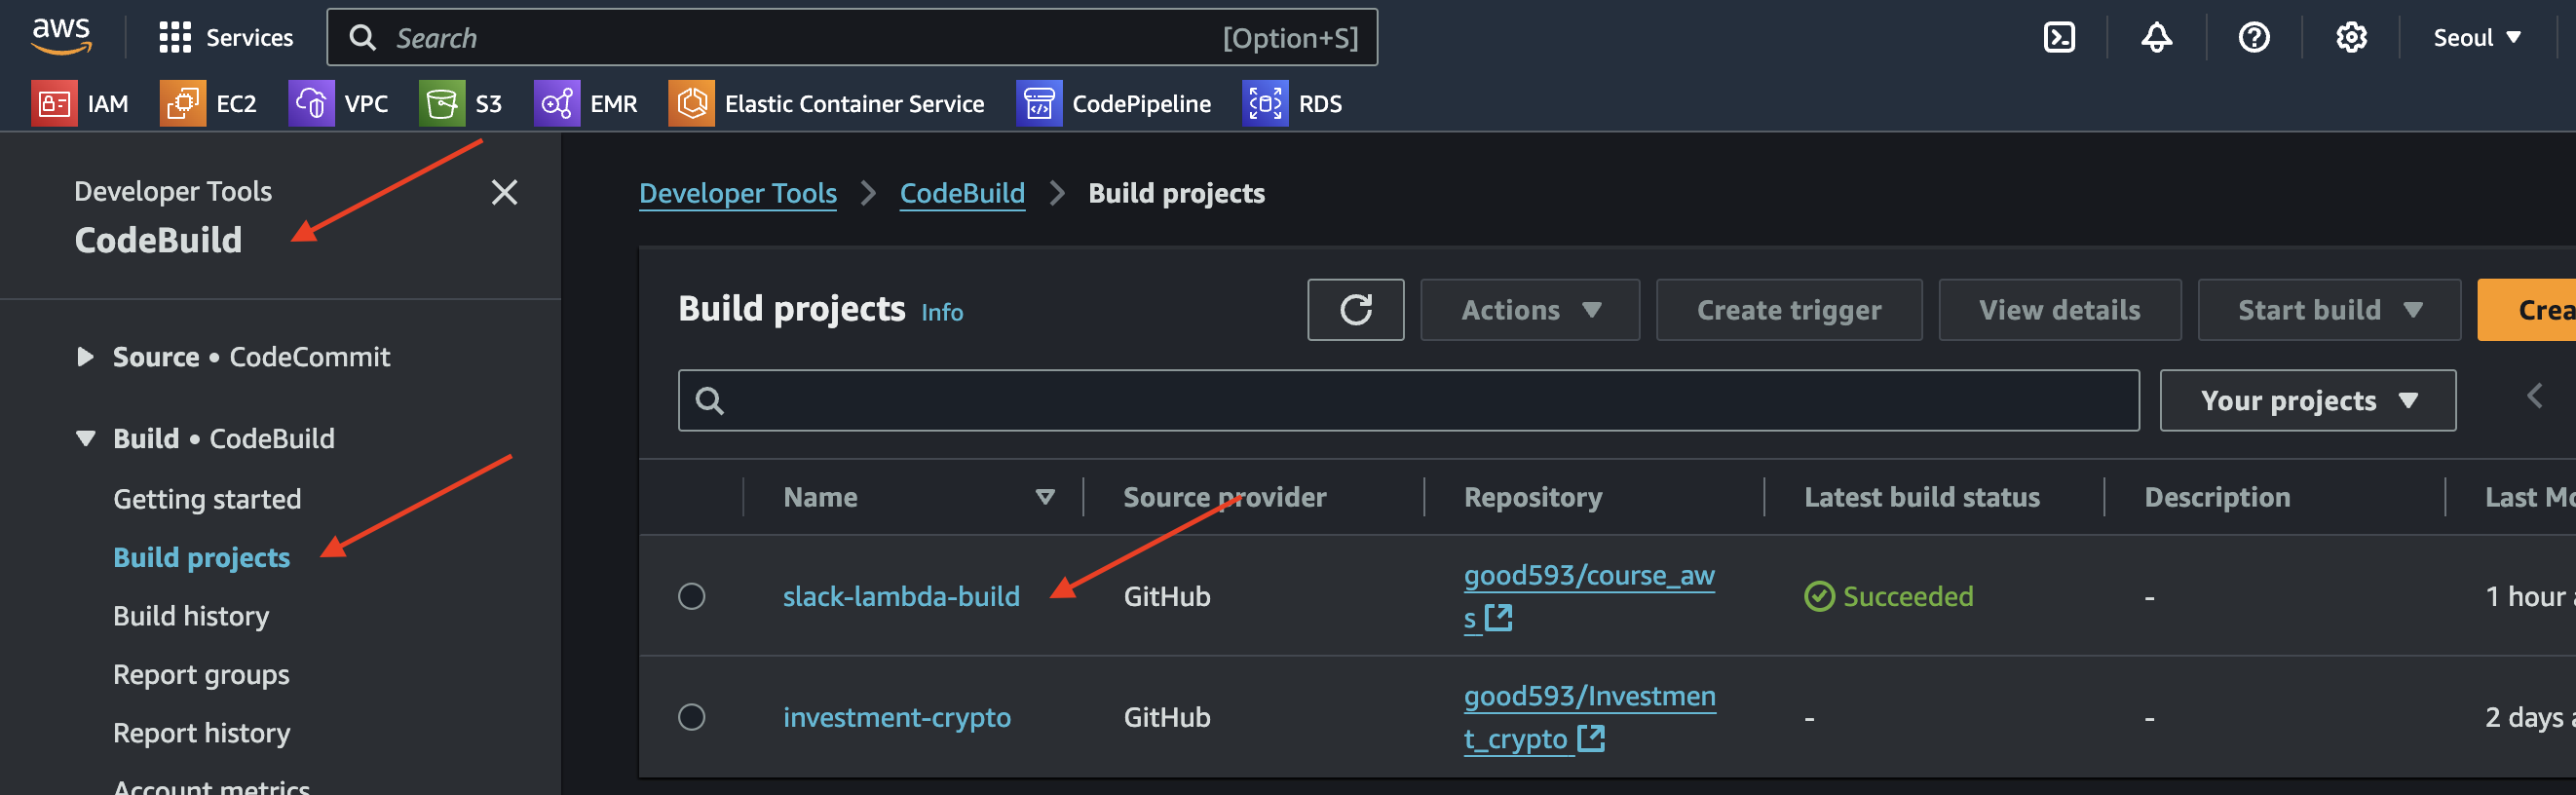 aws
Services
Search [Option+S]
Seoul
IAM
EC2
VPC
S3
EMR
Elastic Container Service
CodePipeline
RDS
Developer Tools
CodeBuild
Source • CodeCommit
Build • CodeBuild
Getting started
Build projects
Build history
Report groups
Report history
Account metrics
Developer Tools > CodeBuild > Build projects
Build projects Info
Actions
Create trigger
View details
Start build
Crea
Your projects
Name Source provider Repository Latest build status Description Last Mo
slack-lambda-build GitHub good593/course_aw
s Succeeded - 1 hour a
investment-crypto GitHub good593/Investmen
t_crypto - - 2 days a